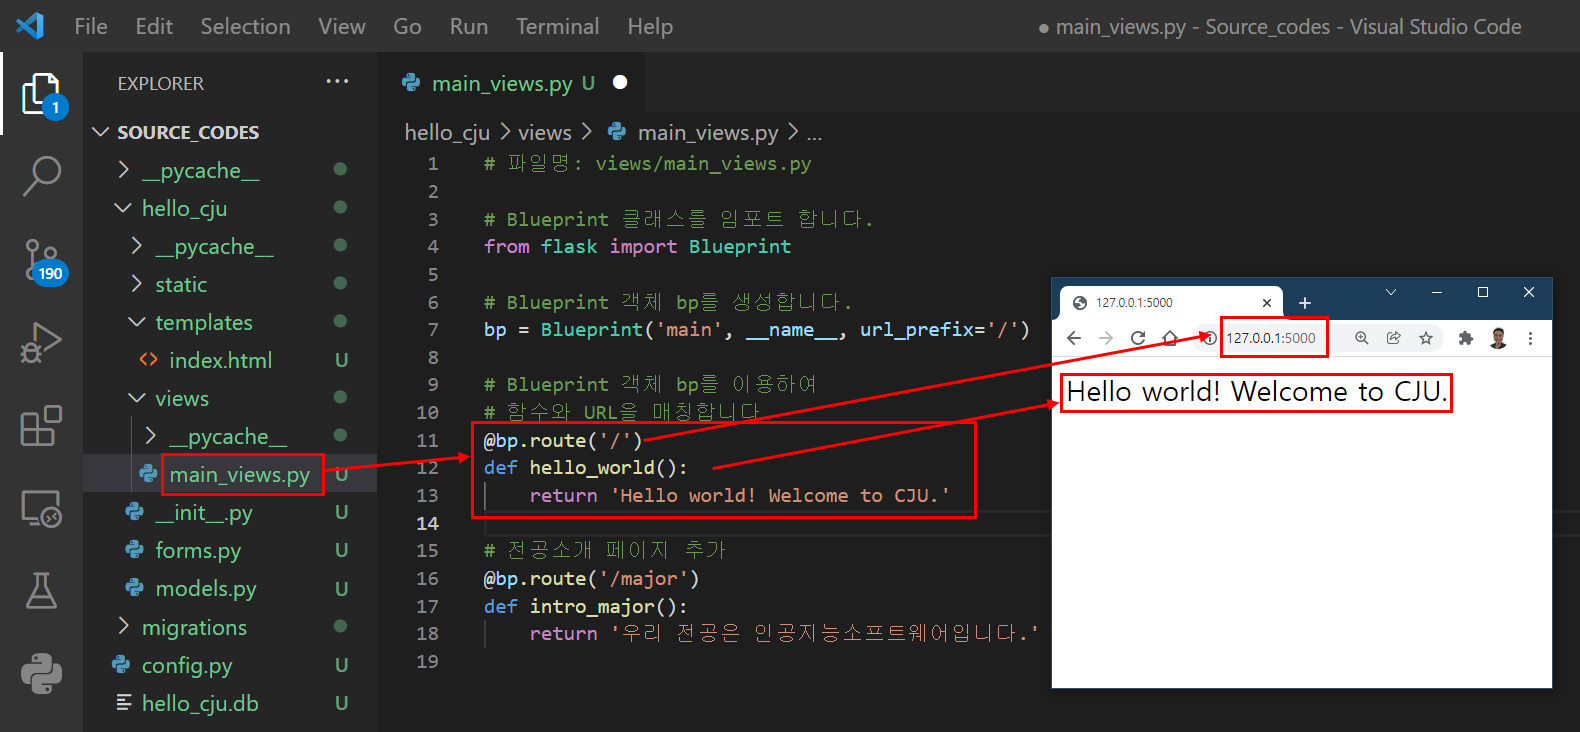 File Edit Selection View Go Run Terminal Help ● main_views.py - Source_codes - Visual Studio Code
EXPLORER ...
SOURCE_CODES
__pycache__
hello_cju
__pycache__
static
templates
index.html U
views
__pycache__
main_views.py U
__init__.py U
forms.py U
models.py U
migrations
config.py U
hello_cju.db U
1
190
main_views.py U
hello_cju > views > main_views.py > ...
1 # 파일명: views/main_views.py
2
3 # Blueprint 클래스를 임포트 합니다.
4 from flask import Blueprint
5
6 # Blueprint 객체 bp를 생성합니다.
7 bp = Blueprint('main', __name__, url_prefix='/')
8
9 # Blueprint 객체 bp를 이용하여
10 # 함수와 URL을 매칭합니다
11 @bp.route('/')
12 def hello_world():
13 return 'Hello world! Welcome to CJU.'
14
15 # 전공소개 페이지 추가
16 @bp.route('/major')
17 def intro_major():
18 return '우리 전공은 인공지능소프트웨어입니다.'
19
127.0.0.1:5000
127.0.0.1:5000
Hello world! Welcome to CJU.